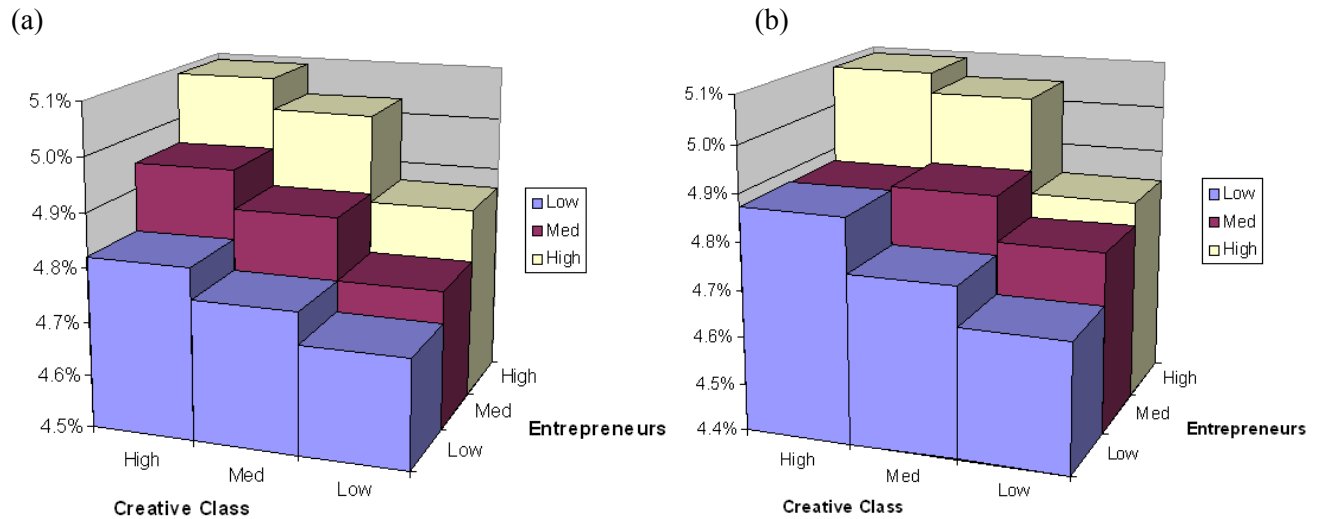 (a)
5.1%
5.0%
4.9%
4.8%
4.7%
4.6%
4.5%
High
Med
Low
Creative Class
Low
Med
High
Entrepreneurs
Low
Med
High
(b)
5.1%
5.0%
4.9%
4.8%
4.7%
4.6%
4.5%
4.4%
High
Med
Low
Creative Class
Low
Med
High
Entrepreneurs
Low
Med
High